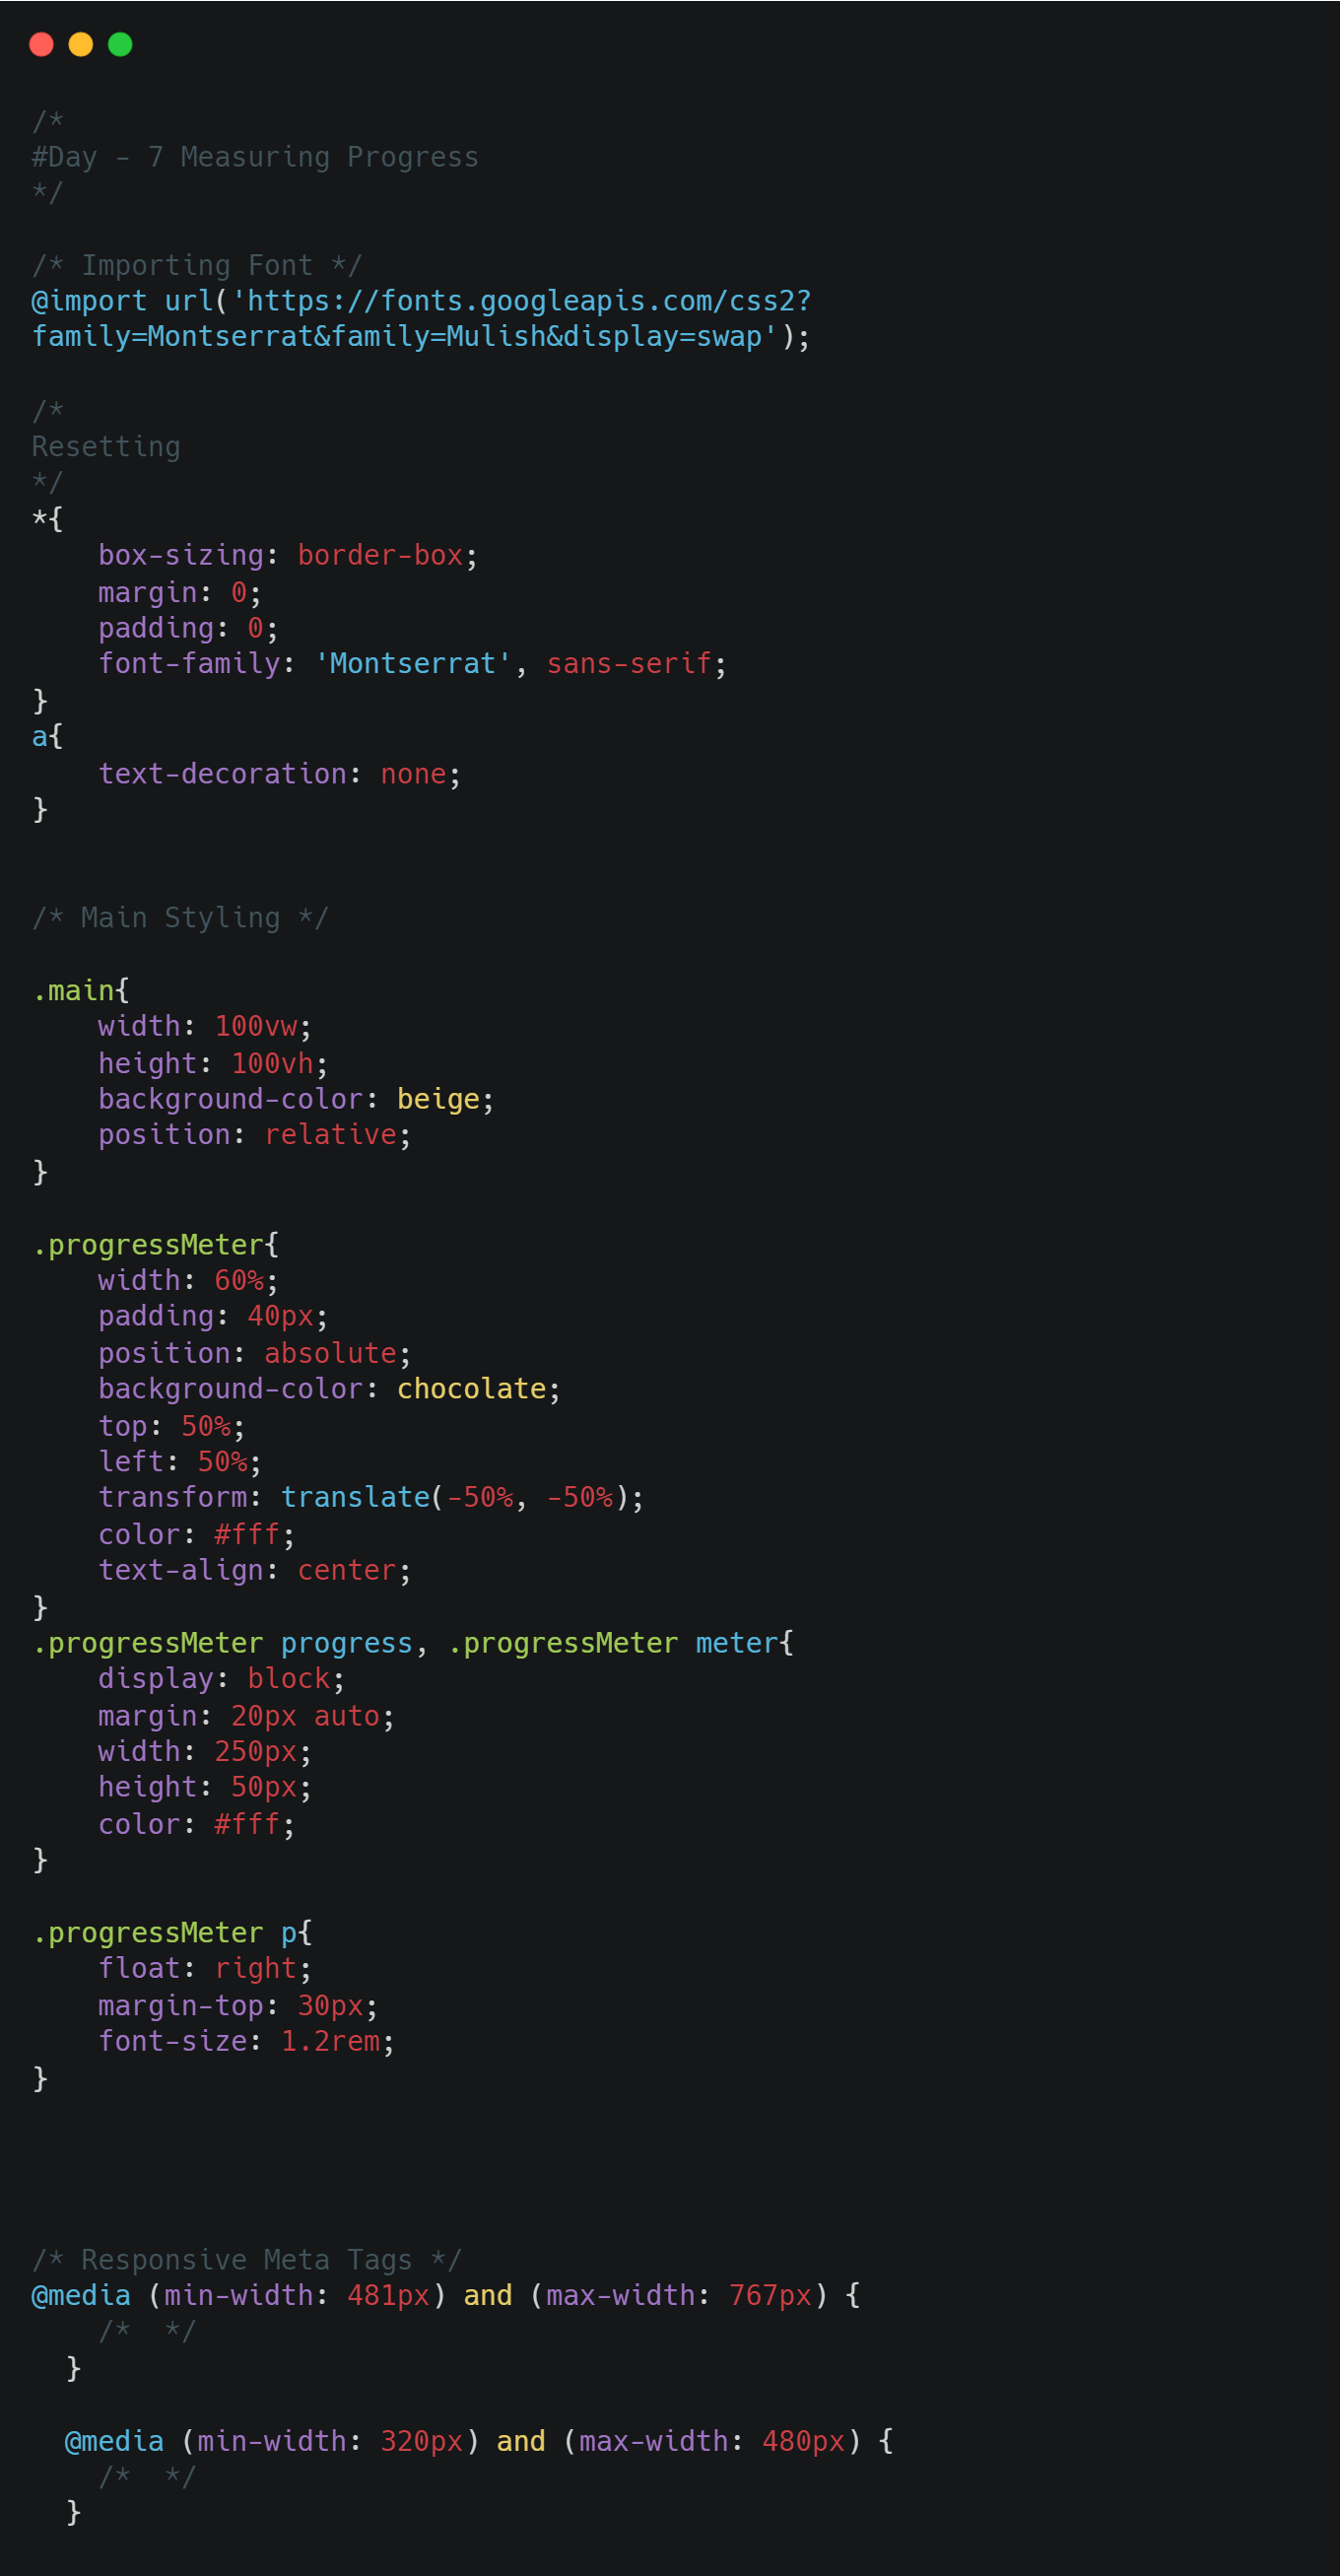 /*
#Day - 7 Measuring Progress
*/

/* Importing Font */
@import url('https://fonts.googleapis.com/css2?
family=Montserrat&family=Mulish&display=swap');

/*
Resetting
*/
*{
    box-sizing: border-box;
    margin: 0;
    padding: 0;
    font-family: 'Montserrat', sans-serif;
}
a{
    text-decoration: none;
}


/* Main Styling */

.main{
    width: 100vw;
    height: 100vh;
    background-color: beige;
    position: relative;
}

.progressMeter{
    width: 60%;
    padding: 40px;
    position: absolute;
    background-color: chocolate;
    top: 50%;
    left: 50%;
    transform: translate(-50%, -50%);
    color: #fff;
    text-align: center;
}
.progressMeter progress, .progressMeter meter{
    display: block;
    margin: 20px auto;
    width: 250px;
    height: 50px;
    color: #fff;
}

.progressMeter p{
    float: right;
    margin-top: 30px;
    font-size: 1.2rem;
}




/* Responsive Meta Tags */
@media (min-width: 481px) and (max-width: 767px) {
    /*  */
  }

  @media (min-width: 320px) and (max-width: 480px) {
    /*  */
  }